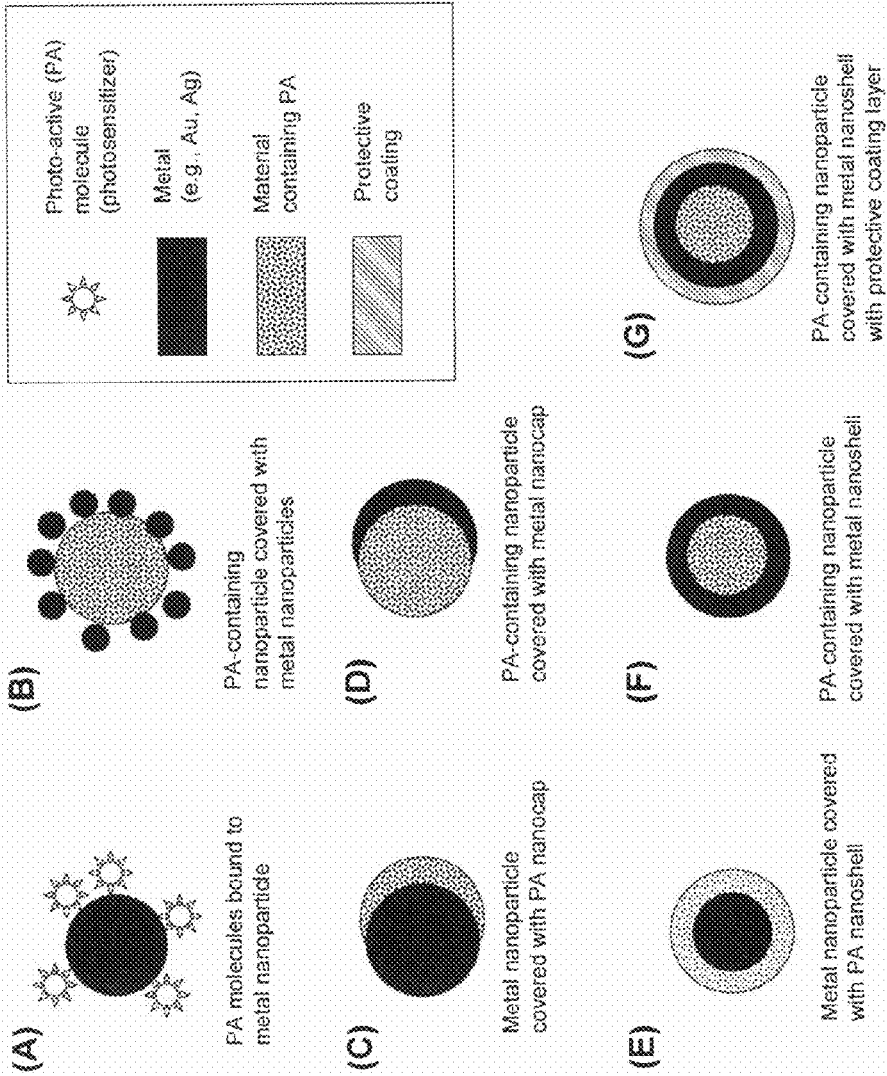 (A)
PA molecules bound to
metal nanoparticle
(B)
PA-containing
nanoparticle covered with
metal nanoparticles
Photo-active (PA)
molecule
(photosensitizer)
Metal
(e.g., Au, Ag)
Material
containing PA
Protective
coating
(C)
Metal nanoparticle
covered with PA nanocap
(D)
PA-containing nanoparticle
covered with metal nanocap
(E)
Metal nanoparticle covered
with PA nanoshell
(F)
PA-containing nanoparticle
covered with metal nanoshell
(G)
PA-containing nanoparticle
covered with metal nanoshell
with protective coating layer